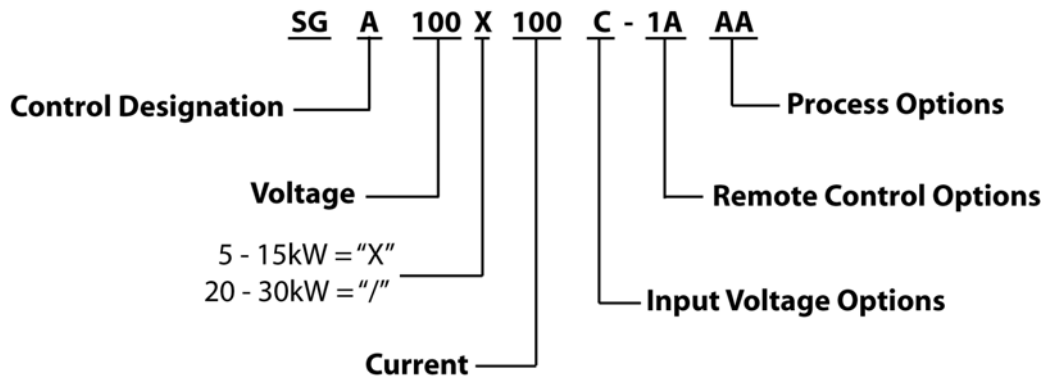 SG A 100 X 100 C - 1A AA
Control Designation
Process Options
Voltage
Remote Control Options
5 - 15kW = “X”
20 - 30kW = “/”
Input Voltage Options
Current